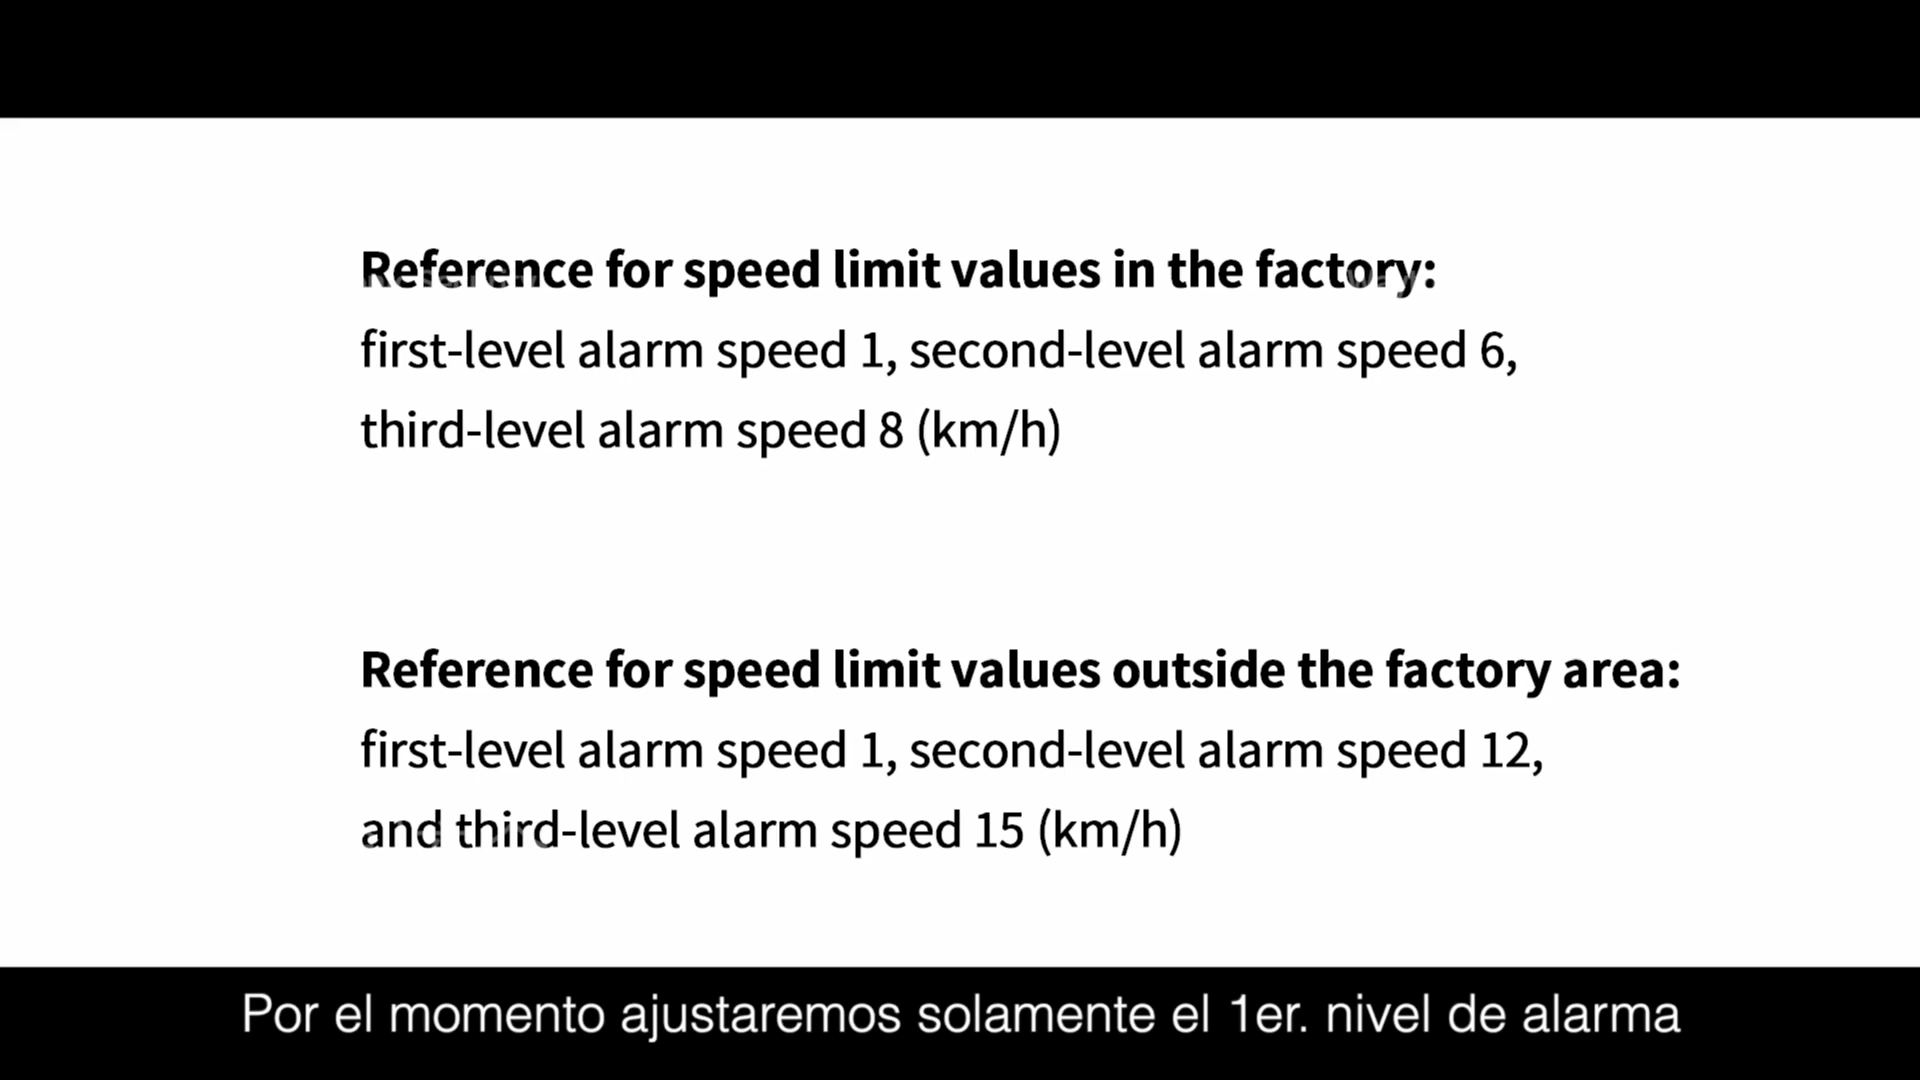 Reference for speed limit values in the factory:
first-level alarm speed 1, second-level alarm speed 6,
third-level alarm speed 8 (km/h)
Reference for speed limit values outside the factory area:
first-level alarm speed 1, second-level alarm speed 12,
and third-level alarm speed 15 (km/h)
Por el momento ajustaremos solamente el 1er. nivel de alarma